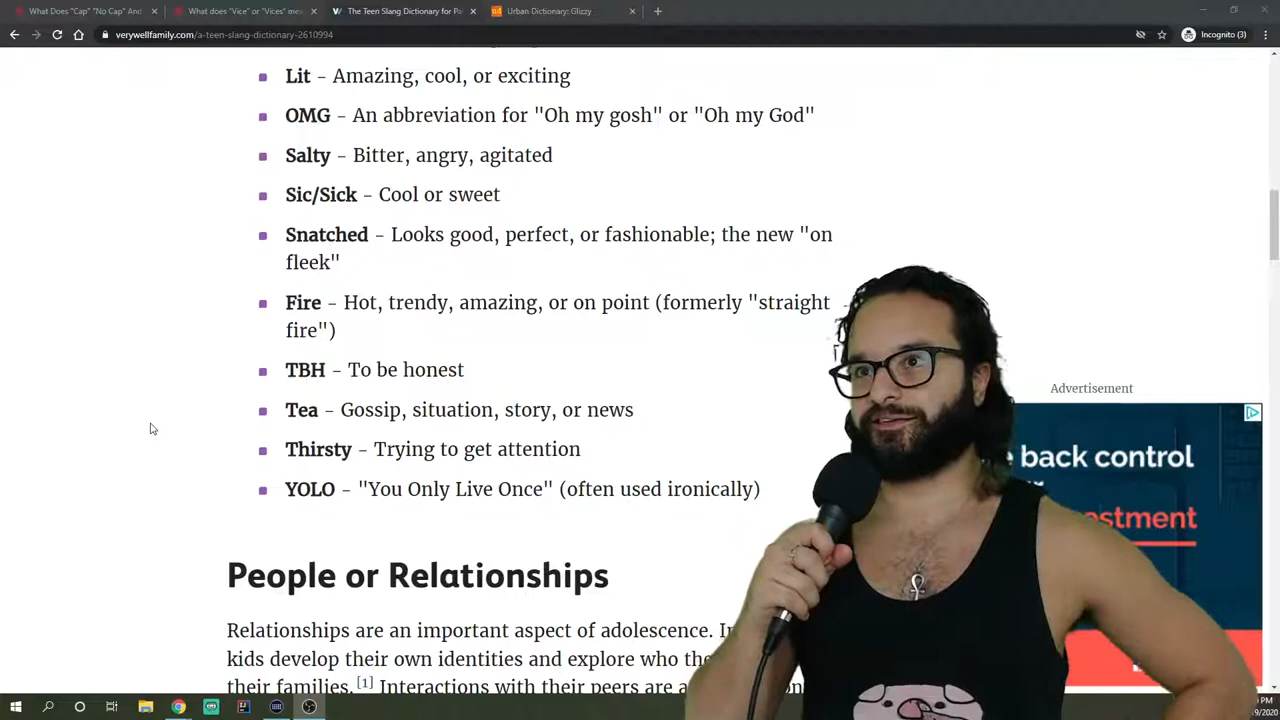 What Does "Cap" "No Cap" And
What does "Vice" or "Vices" mea
The Teen Slang Dictionary for Pa
Urban Dictionary: Glizzy
verywellfamily.com/a-teen-slang-dictionary-2610994
Incognito (3)
Lit - Amazing, cool, or exciting
OMG - An abbreviation for "Oh my gosh" or "Oh my God"
Salty - Bitter, angry, agitated
Sic/Sick - Cool or sweet
Snatched - Looks good, perfect, or fashionable; the new "on
fleek"
Fire - Hot, trendy, amazing, or on point (formerly "straight
fire")
TBH - To be honest
Advertisement
Tea - Gossip, situation, story, or news
Thirsty - Trying to get attention
back control
YOLO - "You Only Live Once" (often used ironically)
People or Relationships
Relationships are an important aspect of adolescence.
kids develop their own identities and explore who
their families.[1] Interactions with their peers are